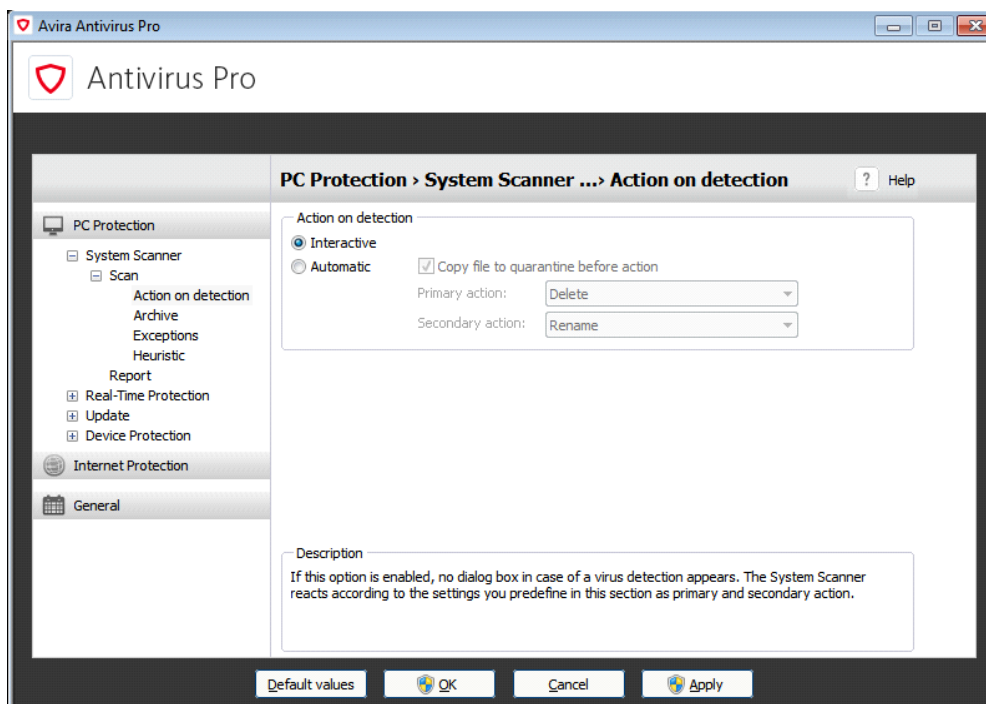 Avira Antivirus Pro
Antivirus Pro
PC Protection › System Scanner ...› Action on detection
? Help
PC Protection
System Scanner
Scan
Action on detection
Archive
Exceptions
Heuristic
Report
Real-Time Protection
Update
Device Protection
Internet Protection
General
Action on detection
Interactive
Automatic
Copy file to quarantine before action
Primary action: Delete
Secondary action: Rename
Description
If this option is enabled, no dialog box in case of a virus detection appears. The System Scanner
reacts according to the settings you predefine in this section as primary and secondary action.
Default values OK Cancel Apply